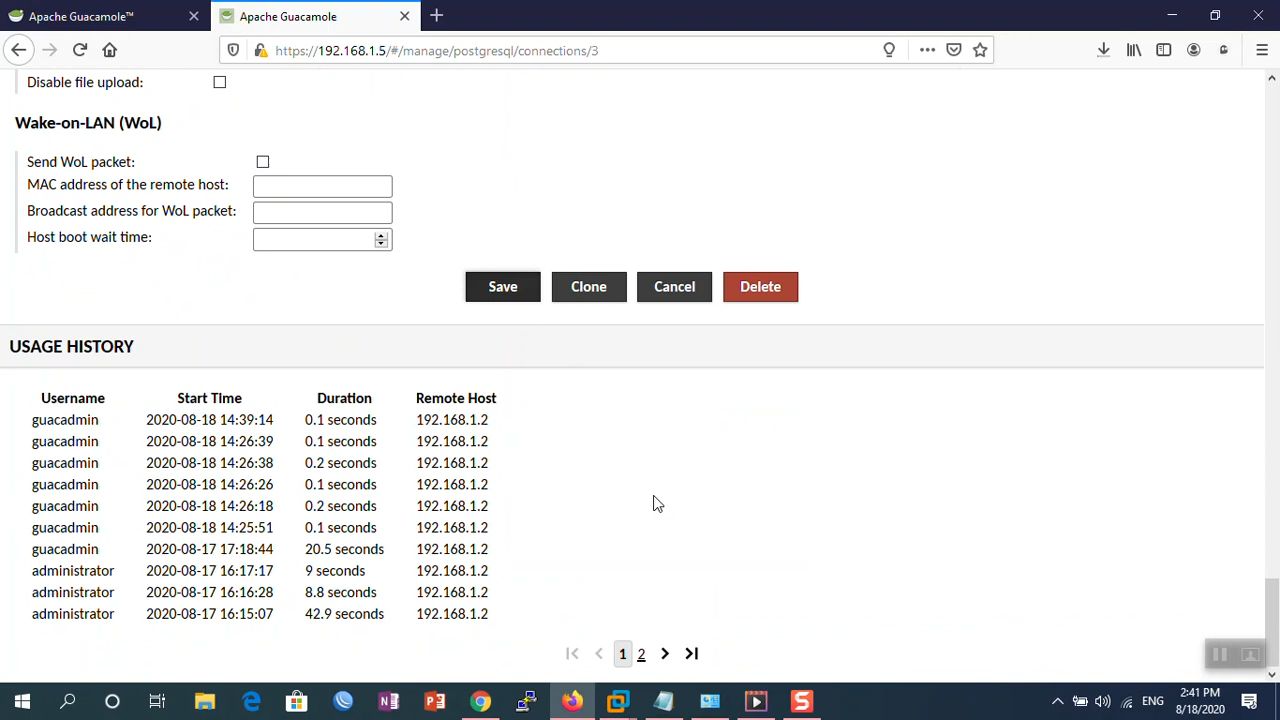 Apache Guacamole™
Apache Guacamole
https://192.168.1.5/#/manage/postgresql/connections/3
Disable file upload:
Wake-on-LAN (WoL)
Send WoL packet:
MAC address of the remote host:
Broadcast address for WoL packet:
Host boot wait time:
Save Clone Cancel Delete
USAGE HISTORY
Username Start Time Duration Remote Host
guacadmin 2020-08-18 14:39:14 0.1 seconds 192.168.1.2
guacadmin 2020-08-18 14:26:39 0.1 seconds 192.168.1.2
guacadmin 2020-08-18 14:26:38 0.2 seconds 192.168.1.2
guacadmin 2020-08-18 14:26:26 0.1 seconds 192.168.1.2
guacadmin 2020-08-18 14:26:18 0.2 seconds 192.168.1.2
guacadmin 2020-08-18 14:25:51 0.1 seconds 192.168.1.2
guacadmin 2020-08-17 17:18:44 20.5 seconds 192.168.1.2
administrator 2020-08-17 16:17:17 9 seconds 192.168.1.2
administrator 2020-08-17 16:16:28 8.8 seconds 192.168.1.2
administrator 2020-08-17 16:15:07 42.9 seconds 192.168.1.2
1 2
ENG
2:41 PM
8/18/2020